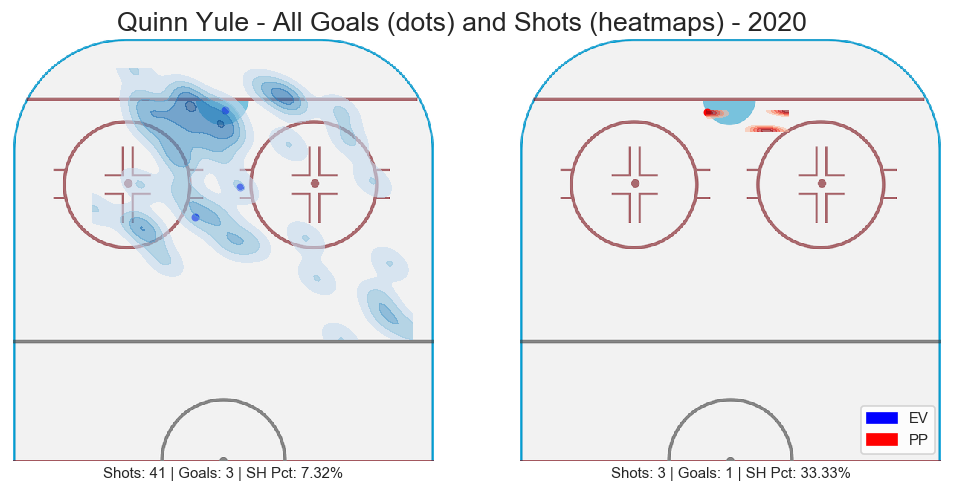 Quinn Yule - All Goals (dots) and Shots (heatmaps) - 2020
EV
PP
Shots: 41 | Goals: 3 | SH Pct: 7.32%
Shots: 3 | Goals: 1 | SH Pct: 33.33%